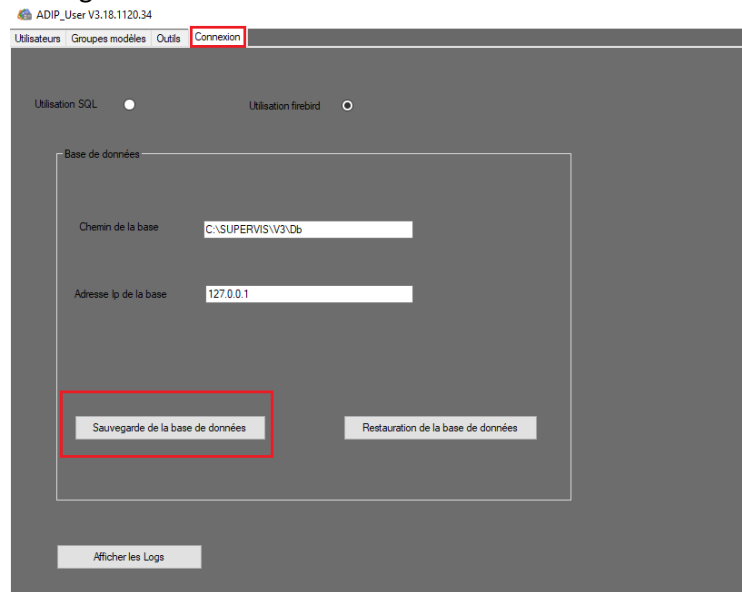 ADIP_User V3.18.1120.34
Utilisateurs Groupes modèles Outils Connexion
Utilisation SQL Utilisation firebird
Base de données
Chemin de la base C:\SUPERVIS\V3\Db
Adresse Ip de la base 127.0.0.1
Sauvegarde de la base de données Restauration de la base de données
Afficher les Logs